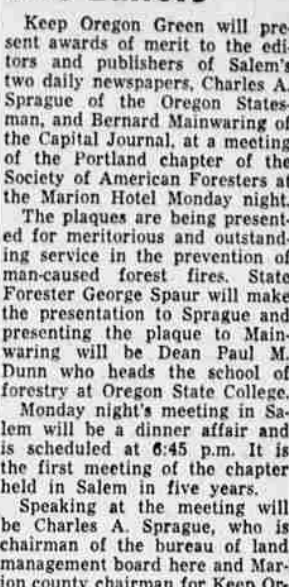 Keep Oregon Green will pre-
sent awards of merit to the edi-
tors and publishers of Salem's
two daily newspapers, Charles A.
Sprague of the Oregon States-
man, and Bernard Mainwaring of
the Capital Journal, at a meeting
of the Portland chapter of the
Society of American Foresters at
the Marion Hotel Monday night.
The plaques are being present-
ed for meritorious and outstand-
ing service in the prevention of
man-caused forest fires. State
Forester George Spaur will make
the presentation to Sprague and
presenting the plaque to Main-
waring will be Dean Paul M.
Dunn who heads the school of
forestry at Oregon State College.
Monday night's meeting in Sa-
lem will be a dinner affair and
is scheduled at 6:45 p.m. It is
the first meeting of the chapter
held in Salem in five years.
Speaking at the meeting will
be Charles A. Sprague, who is
chairman of the bureau of land
management board here and Mar-
ion county chairman for Keep Or-